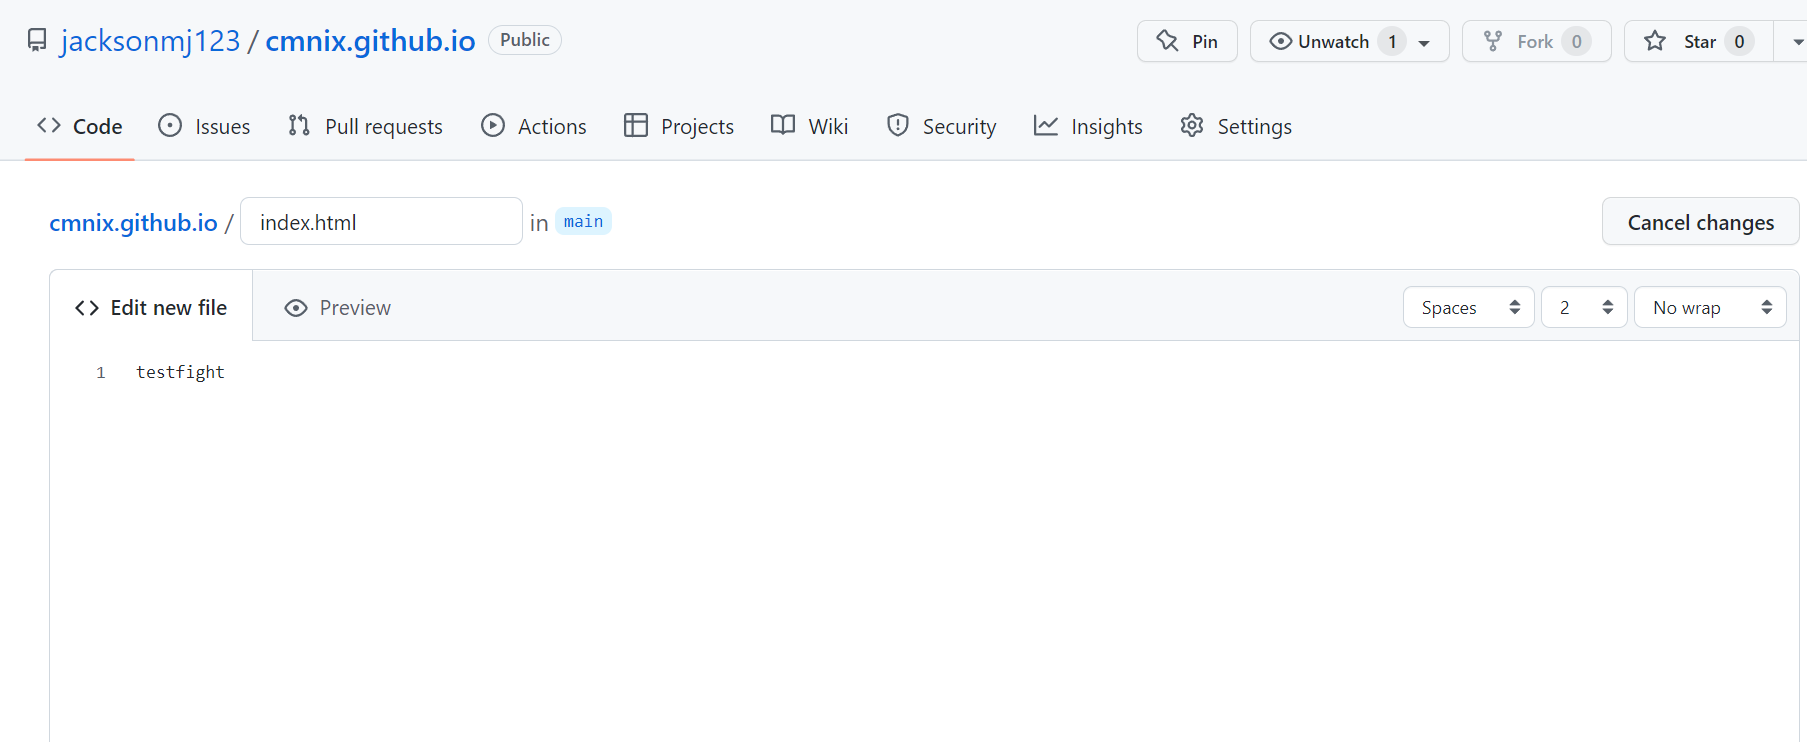 jacksonmj123 / cmnix.github.io Public Pin Unwatch 1 Fork 0 Star 0
Code Issues Pull requests Actions Projects Wiki Security Insights Settings
cmnix.github.io / index.html in main Cancel changes
Edit new file Preview Spaces 2 No wrap
1 testfight